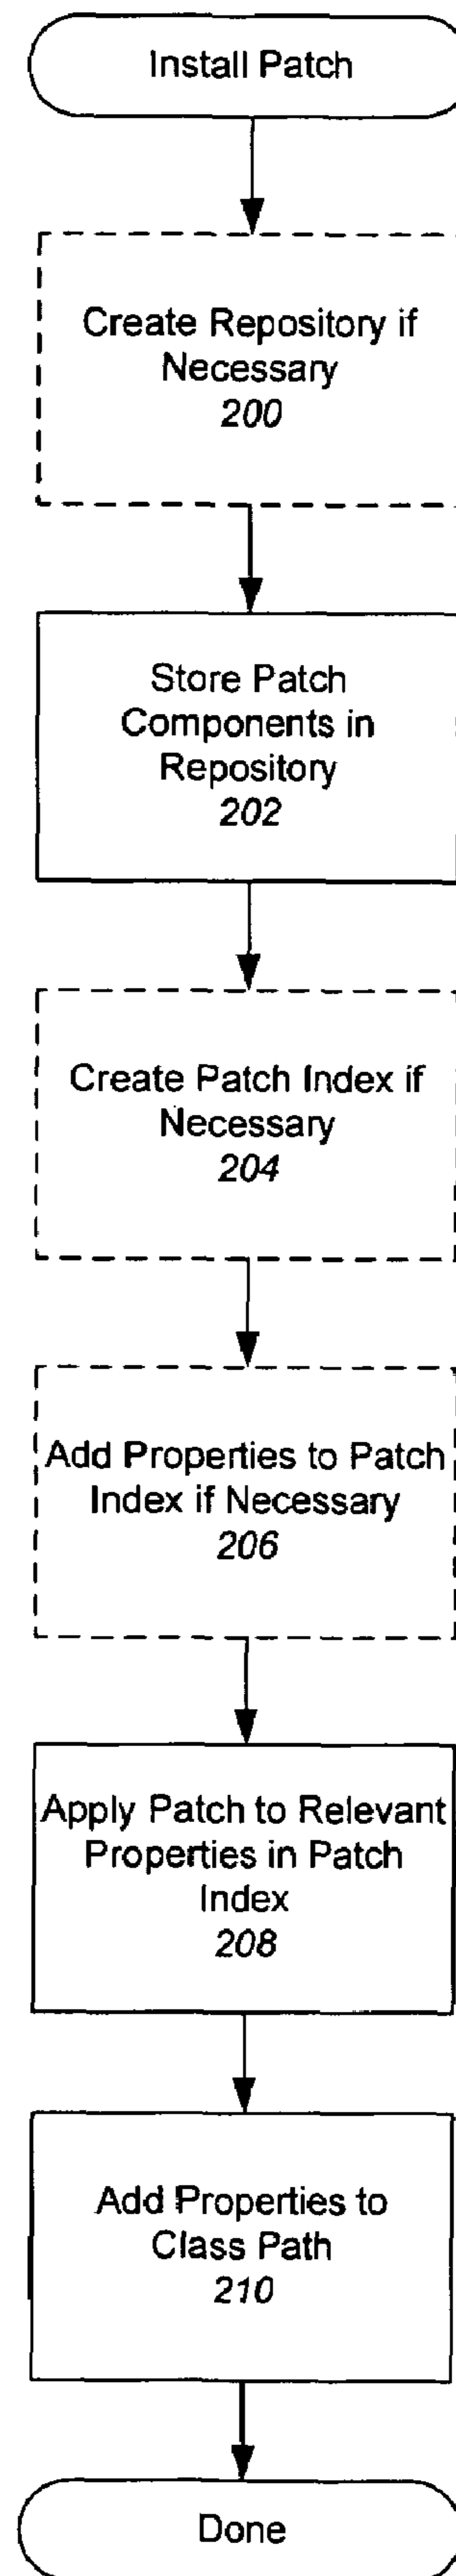 Install Patch
Create Repository if
Necessary
200
Store Patch
Components in
Repository
202
Create Patch Index if
Necessary
204
Add Properties to Patch
Index if Necessary
206
Apply Patch to Relevant
Properties in Patch
Index
208
Add Properties to
Class Path
210
Done